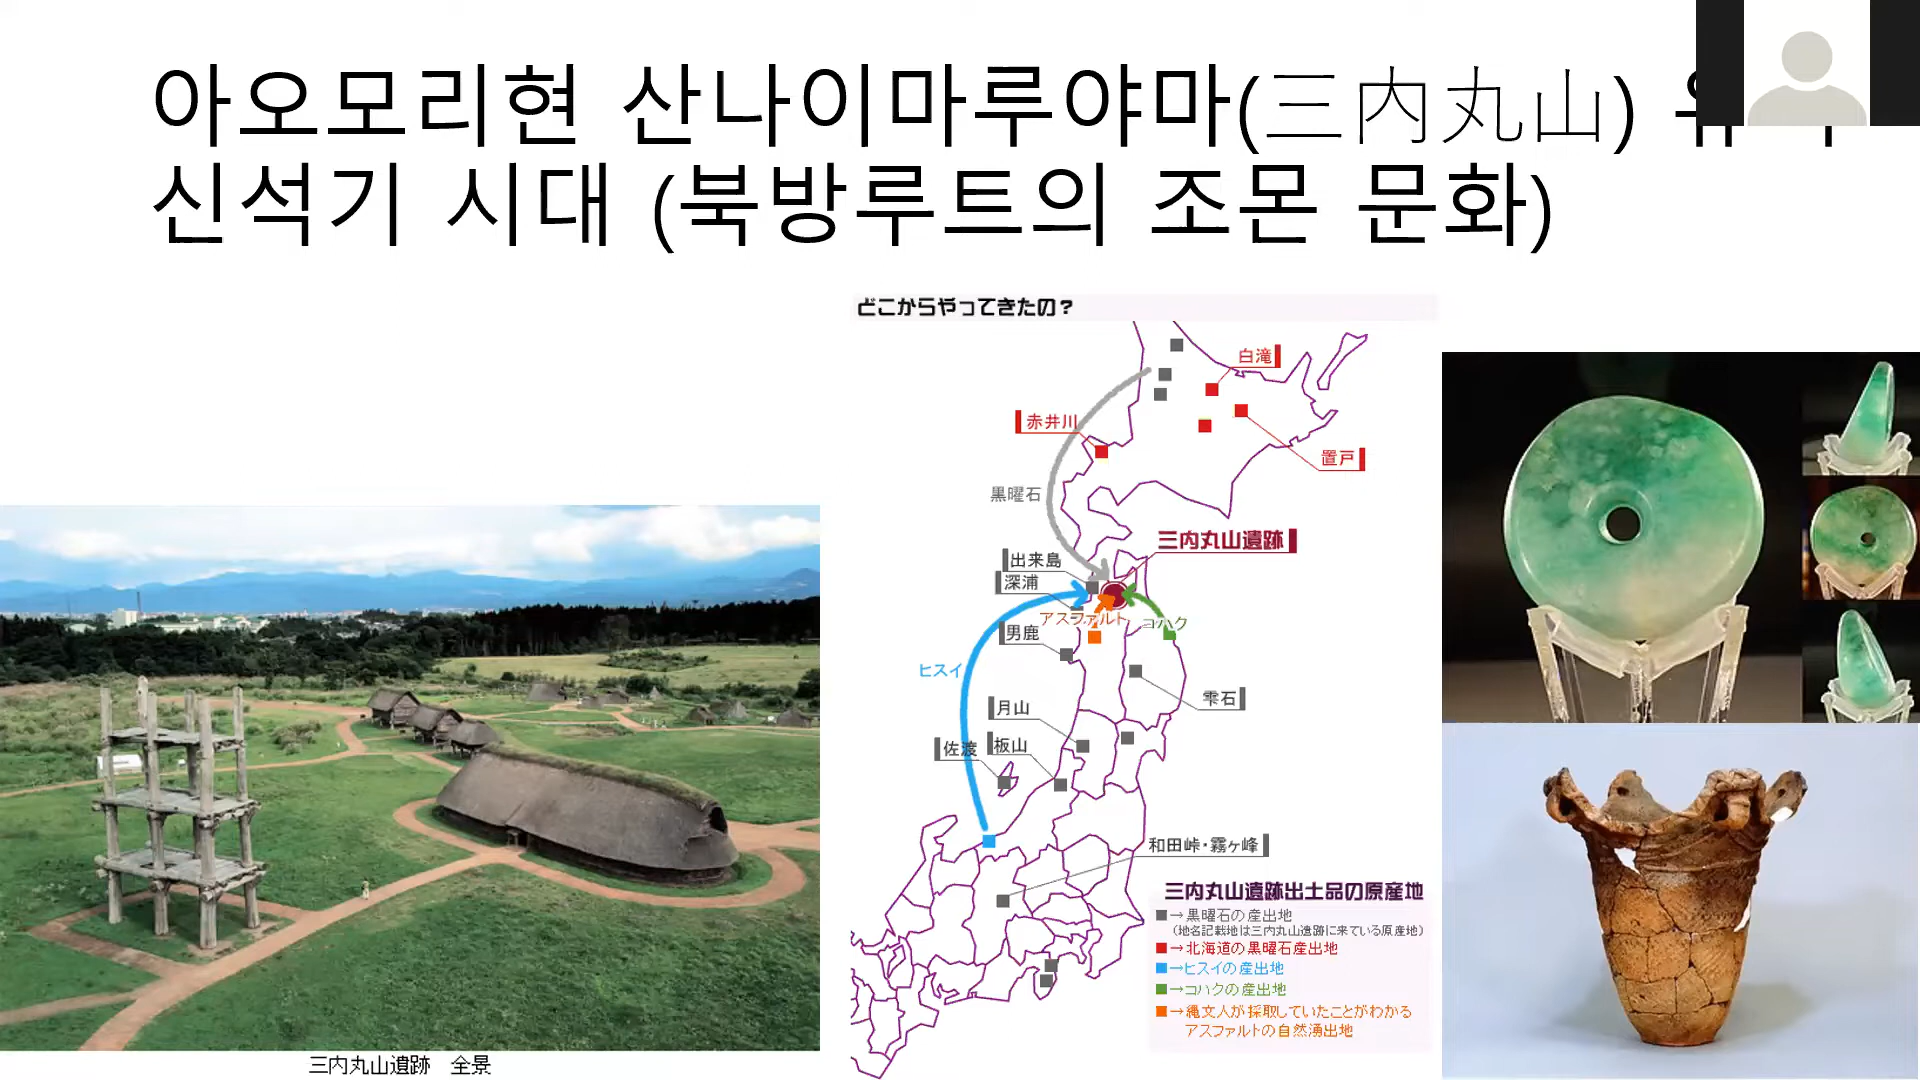 아오모리현 산나이마루야마(三内丸山)
신석기 시대 (북방루트의 조몬 문화)
どこからやってきたの？
白滝
赤井川
置戸
黒曜石
三内丸山遺跡
出来島
深浦
アスファルト
コハク
男鹿
ヒスイ
雫石
月山
佐渡
板山
和田峠・霧ヶ峰
三内丸山遺跡出土品の原産地
→黒曜石の産出地
（地名記載地は三内丸山遺跡に来ている原産地）
→北海道の黒曜石産出地
→ヒスイの産出地
→コハクの産出地
→縄文人が採取していたことがわかる
アスファルトの自然湧出地
三内丸山遺跡　全景